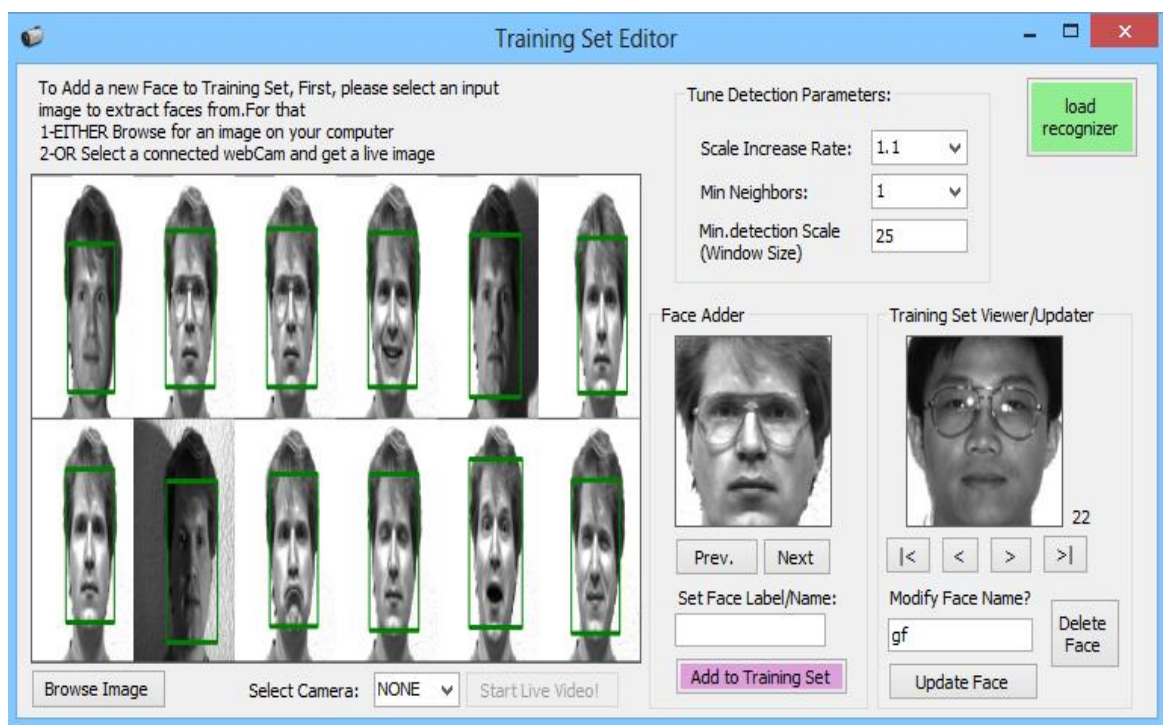 Training Set Editor
To Add a new Face to Training Set, First, please select an input
image to extract faces from.For that
1-EITHER Browse for an image on your computer
2-OR Select a connected webCam and get a live image
Tune Detection Parameters:
Scale Increase Rate:
1.1
Min Neighbors:
1
Min.detection Scale
(Window Size)
25
load
recognizer
Face Adder
Prev.
Next
Set Face Label/Name:
Add to Training Set
Training Set Viewer/Updater
22
|<
<
>
>|
Modify Face Name?
gf
Delete
Face
Update Face
Browse Image
Select Camera:
NONE
Start Live Video!